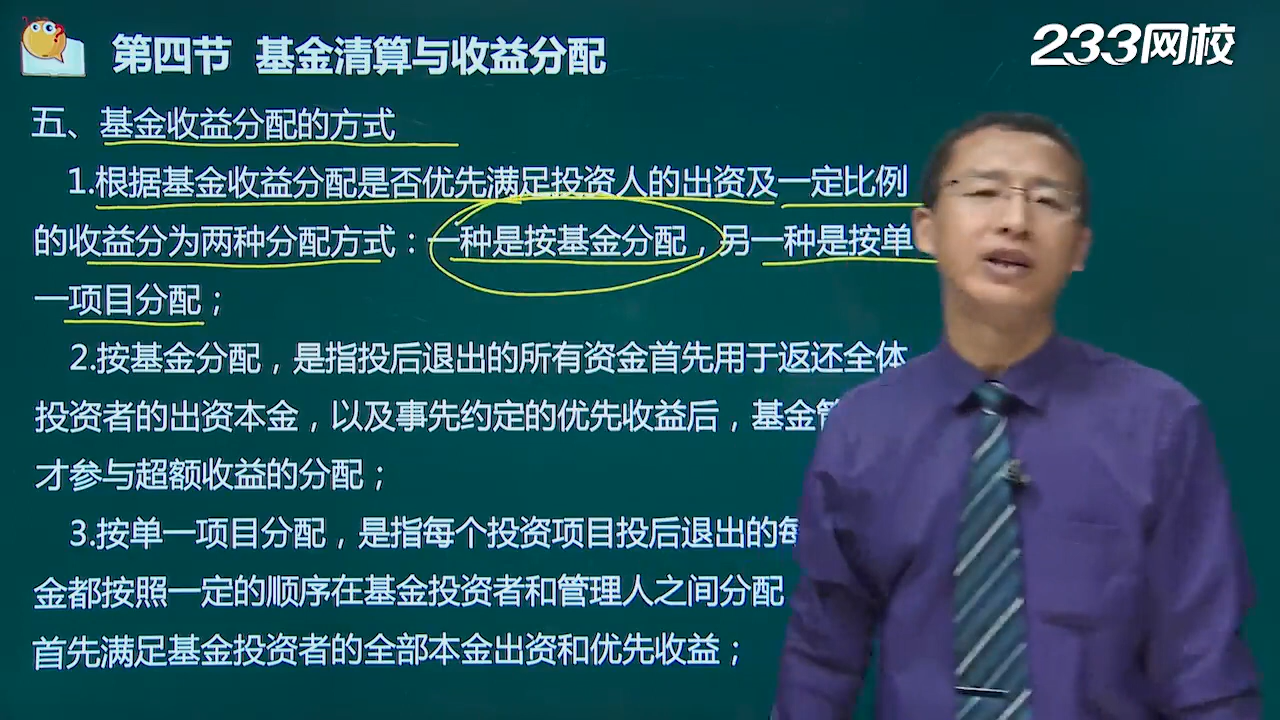 第四节 基金清算与收益分配
233网校
五、基金收益分配的方式
1.根据基金收益分配是否优先满足投资人的出资及一定比例
的收益分为两种分配方式：一种是按基金分配，另一种是按单
一项目分配；
2.按基金分配，是指投后退出的所有资金首先用于返还全体
投资者的出资本金，以及事先约定的优先收益后，基金管
才参与超额收益的分配；
3.按单一项目分配，是指每个投资项目投后退出的每
金都按照一定的顺序在基金投资者和管理人之间分配
首先满足基金投资者的全部本金出资和优先收益；